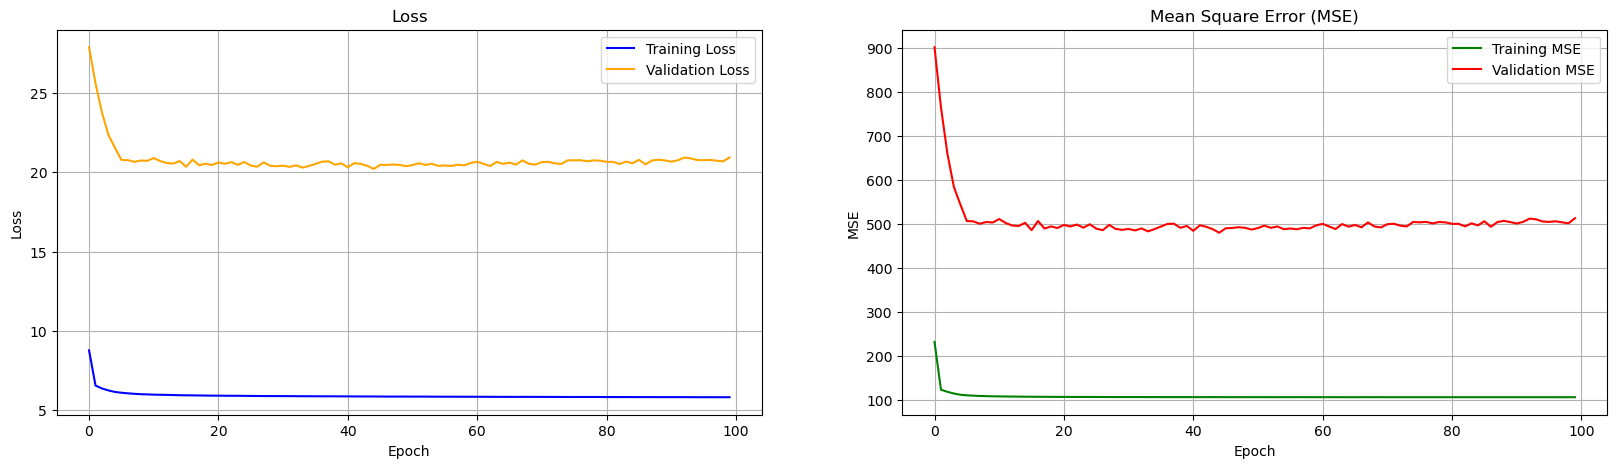 Loss
Training Loss
Validation Loss
25
20
15
10
5
Loss
0
20
40
60
80
100
Epoch
Mean Square Error (MSE)
Training MSE
Validation MSE
900
800
700
600
500
400
300
200
100
MSE
0
20
40
60
80
100
Epoch